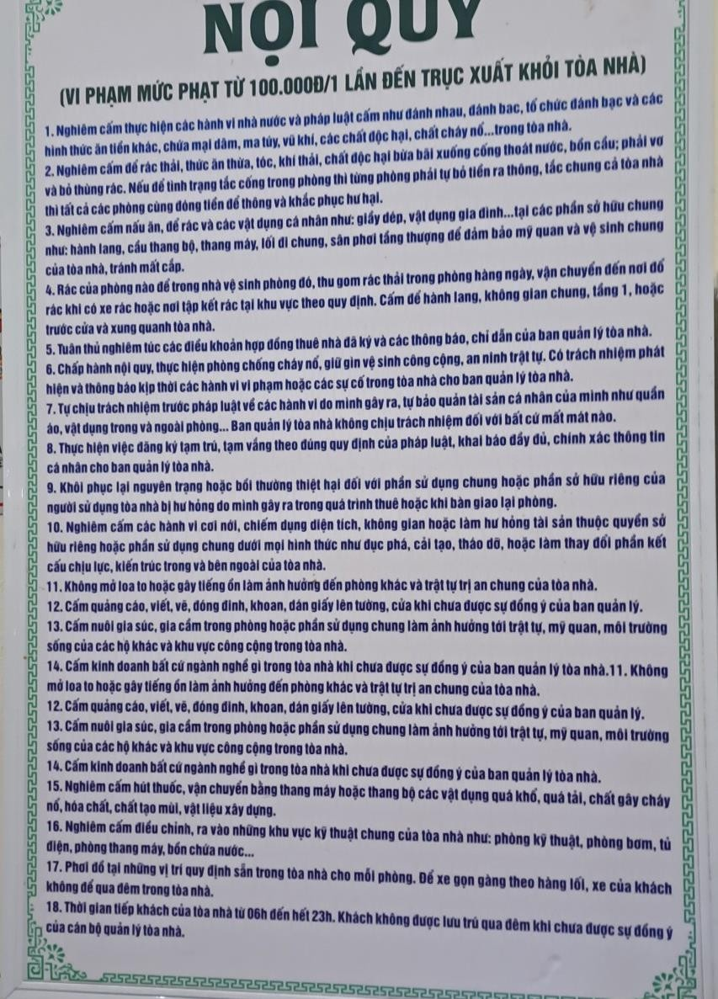 NỘI QUY
(VI PHẠM MỨC PHẠT TỪ 100.000Đ/1 LẦN ĐẾN TRỤC XUẤT KHỎI TÒA NHÀ)
1. Nghiêm cấm thực hiện các hành vi nhà nước và pháp luật cấm như đánh nhau, đánh bac, tổ chức đánh bạc và các
hình thức ăn tiền khác, chứa mại dâm, ma túy, vũ khí, các chất độc hại, chất cháy nổ...trong tòa nhà.
2. Nghiêm cấm để rác thải, thức ăn thừa, tóc, khí thải, chất độc hại bừa bãi xuống cống thoát nước, bồn cầu; phải vơ
và bỏ thùng rác. Nếu để tình trạng tắc cống trong phòng thì từng phòng phải tự bỏ tiền ra thông, tắc chung cả tòa nhà
thì tất cả các phòng cùng đóng tiền để thông và khắc phục hư hại.
3. Nghiêm cấm nấu ăn, để rác và các vật dụng cá nhân như: giầy dép, vật dụng gia đình...tại các phần sở hữu chung
như: hành lang, cầu thang bộ, thang máy, lối đi chung, sân phơi tầng thượng để đảm bảo mỹ quan và vệ sinh chung
của tòa nhà, tránh mất cắp.
4. Rác của phòng nào để trong nhà vệ sinh phòng đó, thu gom rác thải trong phòng hàng ngày, vận chuyển đến nơi đổ
rác khi có xe rác hoặc nơi tập kết rác tại khu vực theo quy định. Cấm để hành lang, không gian chung, tầng 1, hoặc
trước cửa và xung quanh tòa nhà.
5. Tuân thủ nghiêm túc các điều khoản hợp đồng thuê nhà đã ký và các thông báo, chỉ dẫn của ban quản lý tòa nhà.
6. Chấp hành nội quy, thực hiện phòng chống cháy nổ, giữ gìn vệ sinh công cộng, an ninh trật tự. Có trách nhiệm phát
hiện và thông báo kịp thời các hành vi vi phạm hoặc các sự cố trong tòa nhà cho ban quản lý tòa nhà.
7. Tự chịu trách nhiệm trước pháp luật về các hành vi do mình gây ra, tự bảo quản tài sản cá nhân của mình như quần
áo, vật dụng trong và ngoài phòng... Ban quản lý tòa nhà không chịu trách nhiệm đối với bất cứ mất mát nào.
8. Thực hiện việc đăng ký tạm trú, tạm vắng theo đúng quy định của pháp luật, khai báo đầy đủ, chính xác thông tin
cá nhân cho ban quản lý tòa nhà.
9. Khôi phục lại nguyên trạng hoặc bồi thường thiệt hại đối với phần sử dụng chung hoặc phần sở hữu riêng của
người sử dụng tòa nhà bị hư hỏng do mình gây ra trong quá trình thuê hoặc khi bàn giao lại phòng.
10. Nghiêm cấm các hành vi cơi nới, chiếm dụng diện tích, không gian hoặc làm hư hỏng tài sản thuộc quyền sở
hữu riêng hoặc phần sử dụng chung dưới mọi hình thức như đục phá, cải tạo, tháo dỡ, hoặc làm thay đổi phần kết
cấu chịu lực, kiến trúc trong và bên ngoài của tòa nhà.
11. Không mở loa to hoặc gây tiếng ồn làm ảnh hưởng đến phòng khác và trật tự trị an chung của tòa nhà.
12. Cấm quảng cáo, viết, vẽ, đóng đinh, khoan, dán giấy lên tường, cửa khi chưa được sự đồng ý của ban quản lý.
13. Cấm nuôi gia súc, gia cầm trong phòng hoặc phần sử dụng chung làm ảnh hưởng tới trật tự, mỹ quan, môi trường
sống của các hộ khác và khu vực công cộng trong tòa nhà.
14. Cấm kinh doanh bất cứ ngành nghề gì trong tòa nhà khi chưa được sự đồng ý của ban quản lý tòa nhà.11. Không
mở loa to hoặc gây tiếng ồn làm ảnh hưởng đến phòng khác và trật tự trị an chung của tòa nhà.
12. Cấm quảng cáo, viết, vẽ, đóng đinh, khoan, dán giấy lên tường, cửa khi chưa được sự đồng ý của ban quản lý.
13. Cấm nuôi gia súc, gia cầm trong phòng hoặc phần sử dụng chung làm ảnh hưởng tới trật tự, mỹ quan, môi trường
sống của các hộ khác và khu vực công cộng trong tòa nhà.
14. Cấm kinh doanh bất cứ ngành nghề gì trong tòa nhà khi chưa được sự đồng ý của ban quản lý tòa nhà.
15. Nghiêm cấm hút thuốc, vận chuyển bằng thang máy hoặc thang bộ các vật dụng quá khổ, quá tải, chất gây cháy
nổ, hóa chất, chất tạo mùi, vật liệu xây dựng.
16. Nghiêm cấm điều chỉnh, ra vào những khu vực kỹ thuật chung của tòa nhà như: phòng kỹ thuật, phòng bơm, tủ
điện, phòng thang máy, bồn chứa nước...
17. Phơi đồ tại những vị trí quy định sẵn trong tòa nhà cho mỗi phòng. Để xe gọn gàng theo hàng lối, xe của khách
không để qua đêm trong tòa nhà.
18. Thời gian tiếp khách của tòa nhà từ 06h đến hết 23h. Khách không được lưu trú qua đêm khi chưa được sự đồng ý
của cán bộ quản lý tòa nhà.